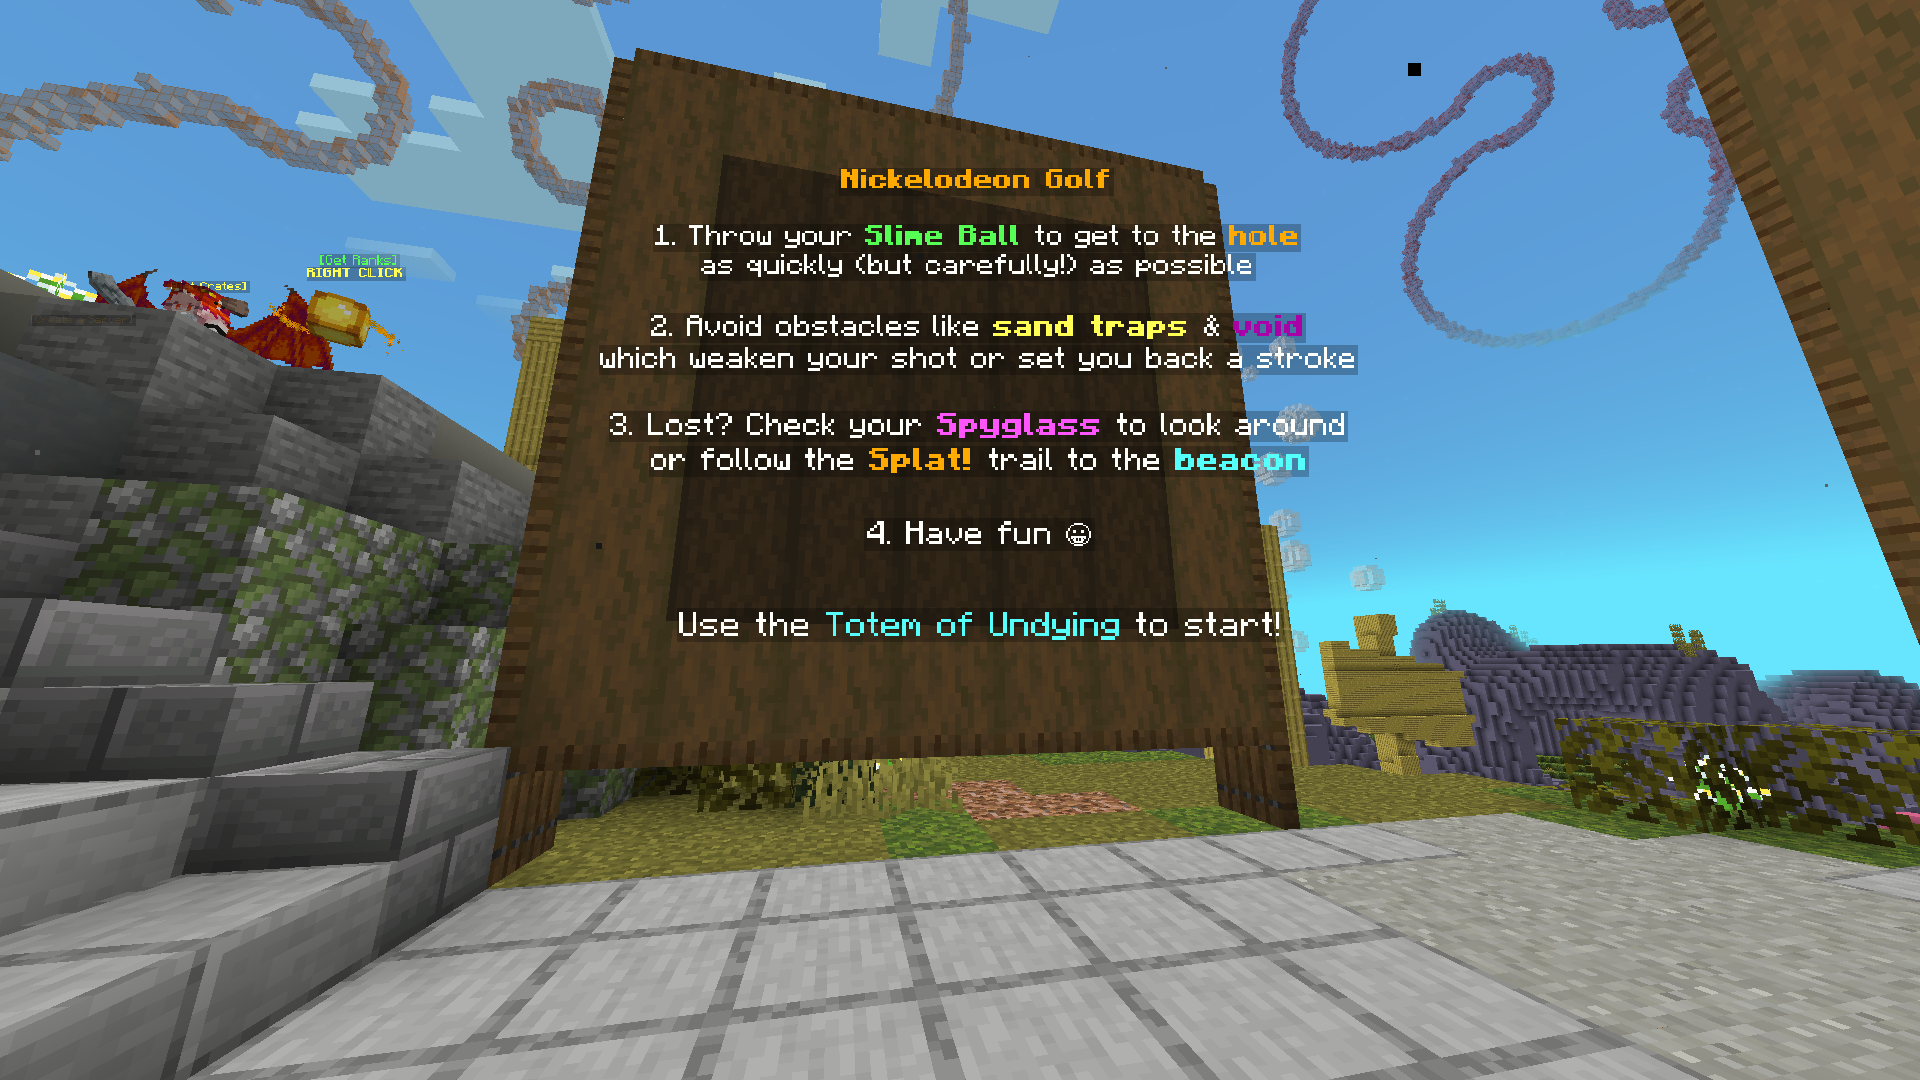 Nickelodeon Golf
1. Throw your Slime Ball to get to the hole
as quickly (but carefully!) as possible
2. Avoid obstacles like sand traps & void
which weaken your shot or set you back a stroke
3. Lost? Check your Spyglass to look around
or follow the Splat! trail to the beacon
4. Have fun 😀
Use the Totem of Undying to start!
[Get Ranks]
RIGHT CLICK
Crates]